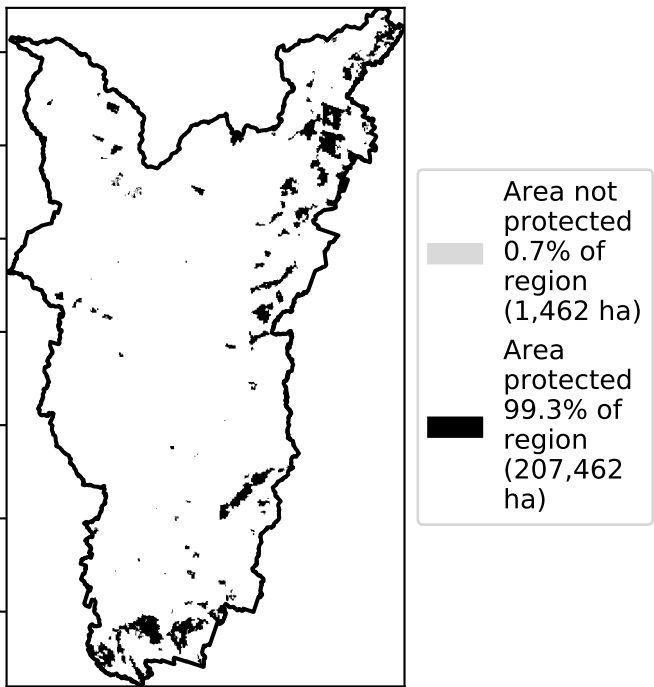 Area not
protected
0.7% of
region
(1,462 ha)
Area
protected
99.3% of
region
(207,462
ha)